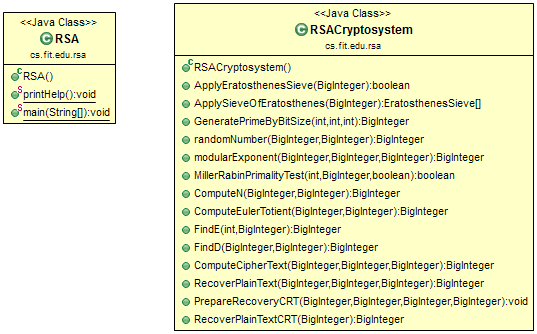 <<Java Class>>
RSA
cs.fit.edu.rsa
RSA()
printHelp():void
main(String[]):void
<<Java Class>>
RSACryptosystem
cs.fit.edu.rsa
RSACryptosystem()
ApplyEratosthenesSieve(BigInteger):boolean
ApplySieveOfEratosthenes(BigInteger):EratosthenesSieve[]
GeneratePrimeByBitSize(int,int,int):BigInteger
randomNumber(BigInteger,BigInteger):BigInteger
modularExponent(BigInteger,BigInteger,BigInteger):BigInteger
MillerRabinPrimalityTest(int,BigInteger,boolean):boolean
ComputeN(BigInteger,BigInteger):BigInteger
ComputeEulerTotient(BigInteger,BigInteger):BigInteger
FindE(int,BigInteger):BigInteger
FindD(BigInteger,BigInteger):BigInteger
ComputeCipherText(BigInteger,BigInteger,BigInteger):BigInteger
RecoverPlainText(BigInteger,BigInteger,BigInteger):BigInteger
PrepareRecoveryCRT(BigInteger,BigInteger,BigInteger,BigInteger):void
RecoverPlainTextCRT(BigInteger):BigInteger